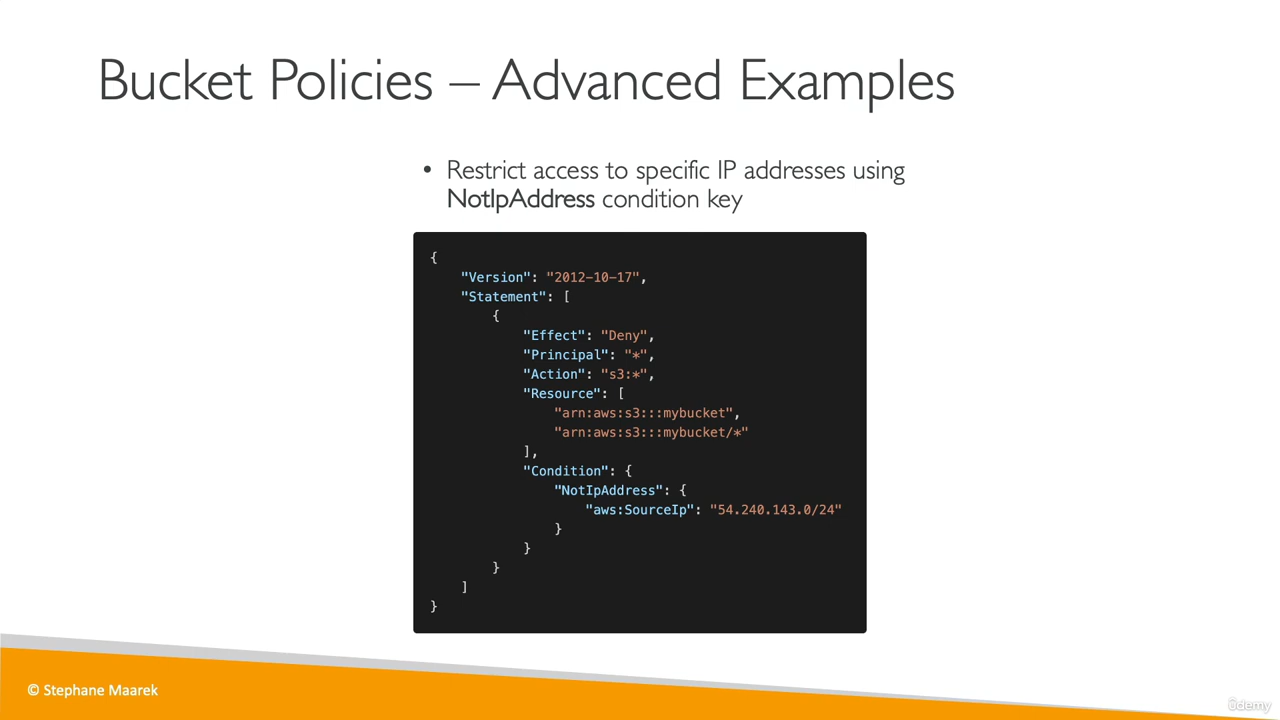 Bucket Policies – Advanced Examples
• Restrict access to specific IP addresses using
NotIpAddress condition key
{
    "Version": "2012-10-17",
    "Statement": [
        {
            "Effect": "Deny",
            "Principal": "*",
            "Action": "s3:*",
            "Resource": [
                "arn:aws:s3:::mybucket",
                "arn:aws:s3:::mybucket/*"
            ],
            "Condition": {
                "NotIpAddress": {
                    "aws:SourceIp": "54.240.143.0/24"
                }
            }
        }
    ]
}
© Stephane Maarek
ûdemy